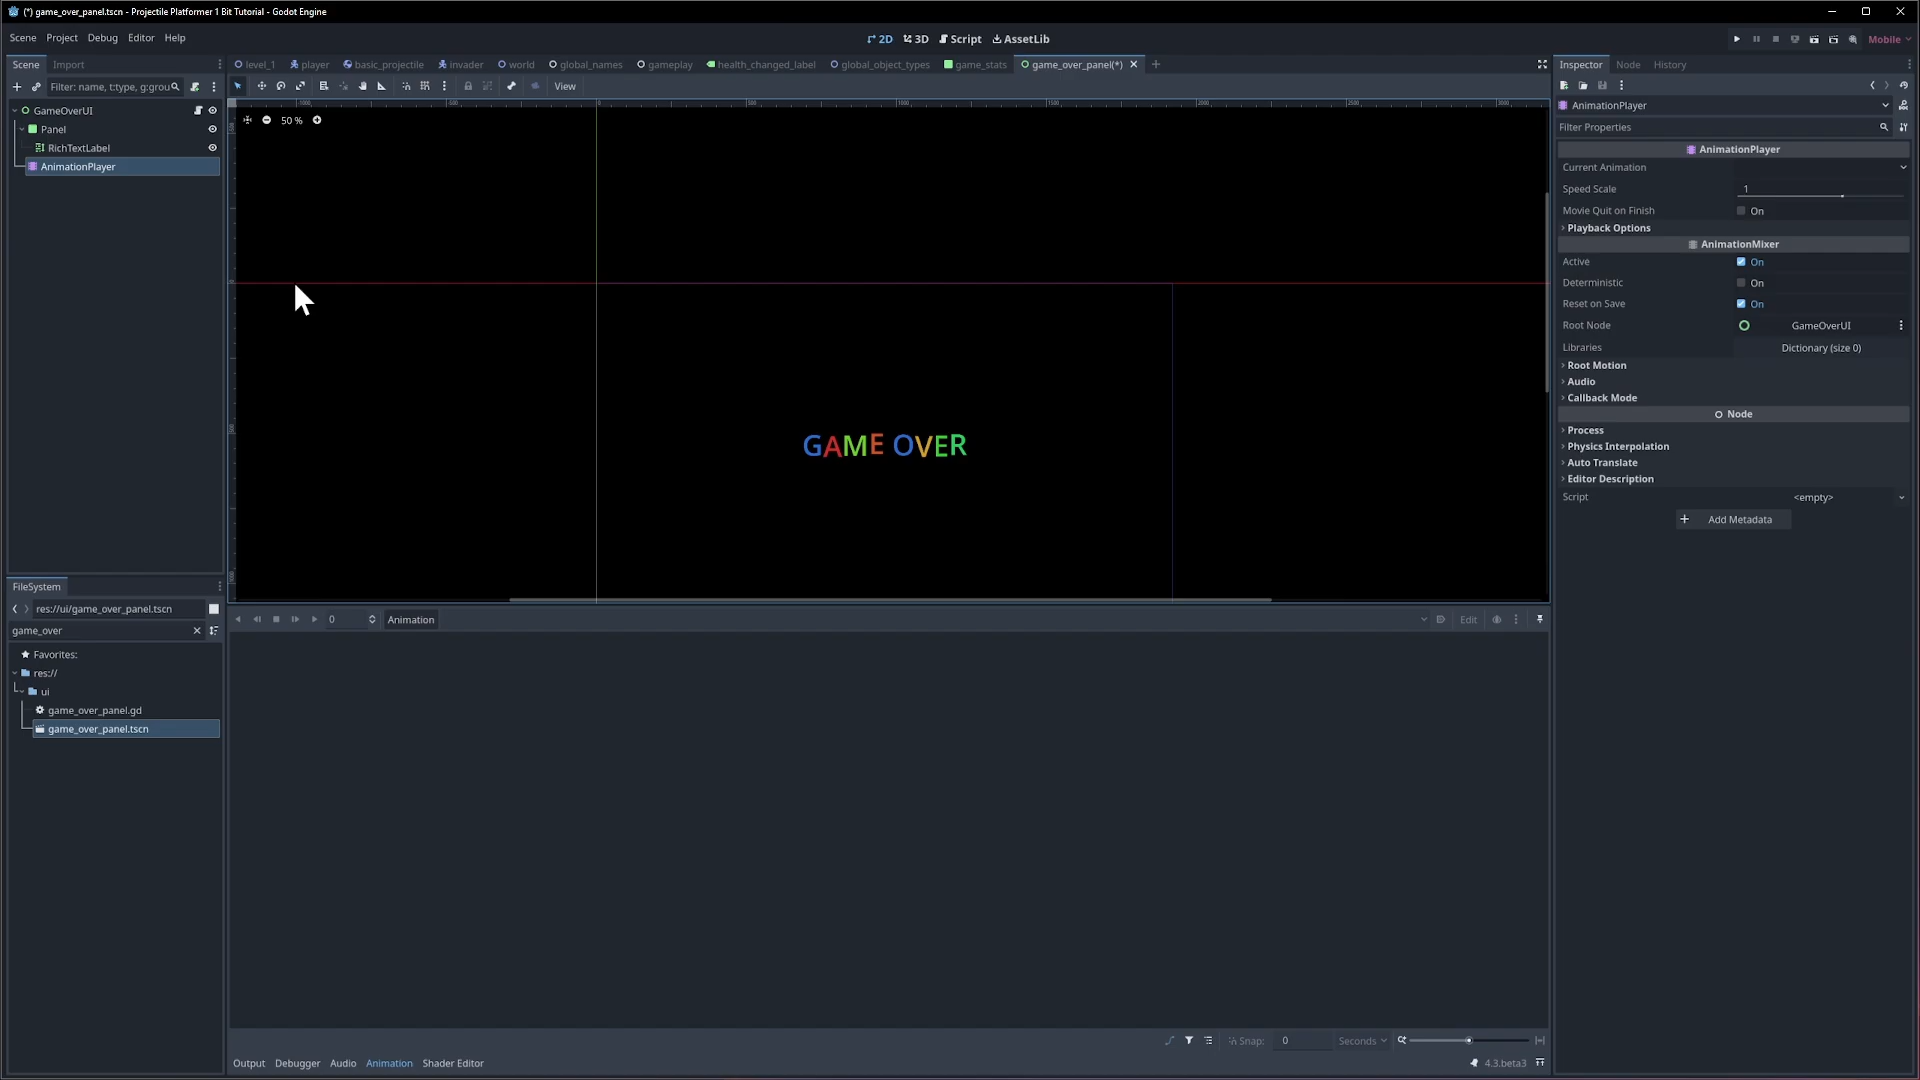 (*) game_over_panel.tscn - Projectile Platformer 1 Bit Tutorial - Godot Engine
Scene Project Debug Editor Help
2D 3D Script AssetLib
Mobile
Scene Import
level_1 player basic_projectile invader world global_names gameplay health_changed_label global_object_types game_stats game_over_panel(*)
Inspector Node History
Filter: name, t:type, g:grou
View
AnimationPlayer
Filter Properties
GameOverUI
Panel
RichTextLabel
AnimationPlayer
50 %
GAME OVER
AnimationPlayer
Current Animation
Speed Scale 1
Movie Quit on Finish On
Playback Options
AnimationMixer
Active On
Deterministic On
Reset on Save On
Root Node GameOverUI
Libraries Dictionary (size 0)
Root Motion
Audio
Callback Mode
Node
Process
Physics Interpolation
Auto Translate
Editor Description
Script <empty>
Add Metadata
FileSystem
res://ui/game_over_panel.tscn
game_over
Favorites:
res://
ui
game_over_panel.gd
game_over_panel.tscn
0 Animation Edit
Snap: 0 Seconds
Output Debugger Audio Animation Shader Editor
4.3.beta3